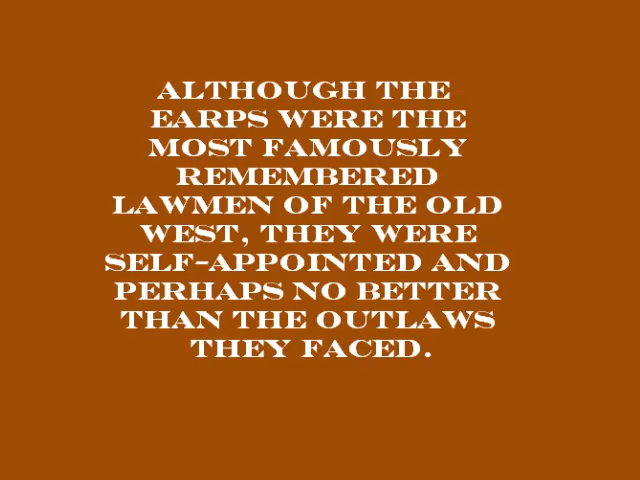 ALTHOUGH THE
EARPS WERE THE
MOST FAMOUSLY
REMEMBERED
LAWMEN OF THE OLD
WEST, THEY WERE
SELF-APPOINTED AND
PERHAPS NO BETTER
THAN THE OUTLAWS
THEY FACED.